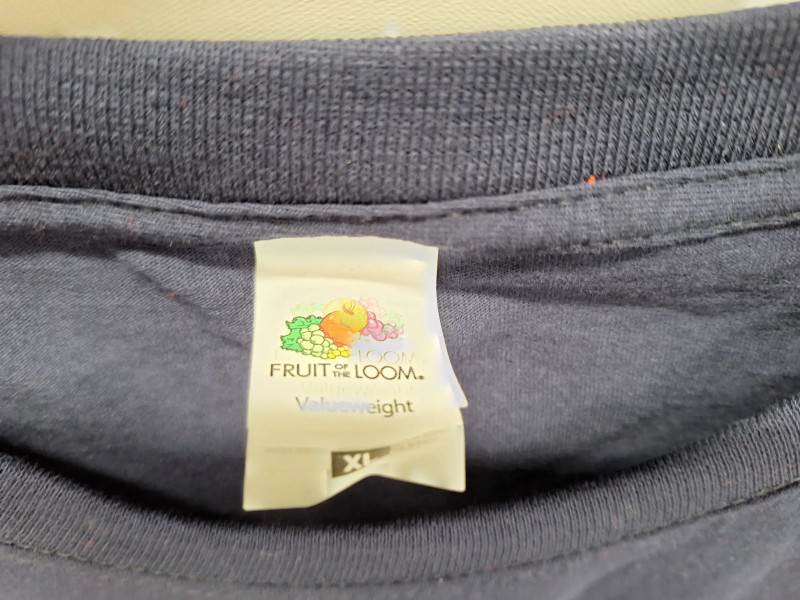 FRUIT OF THE LOOM.
Valueweight
XL